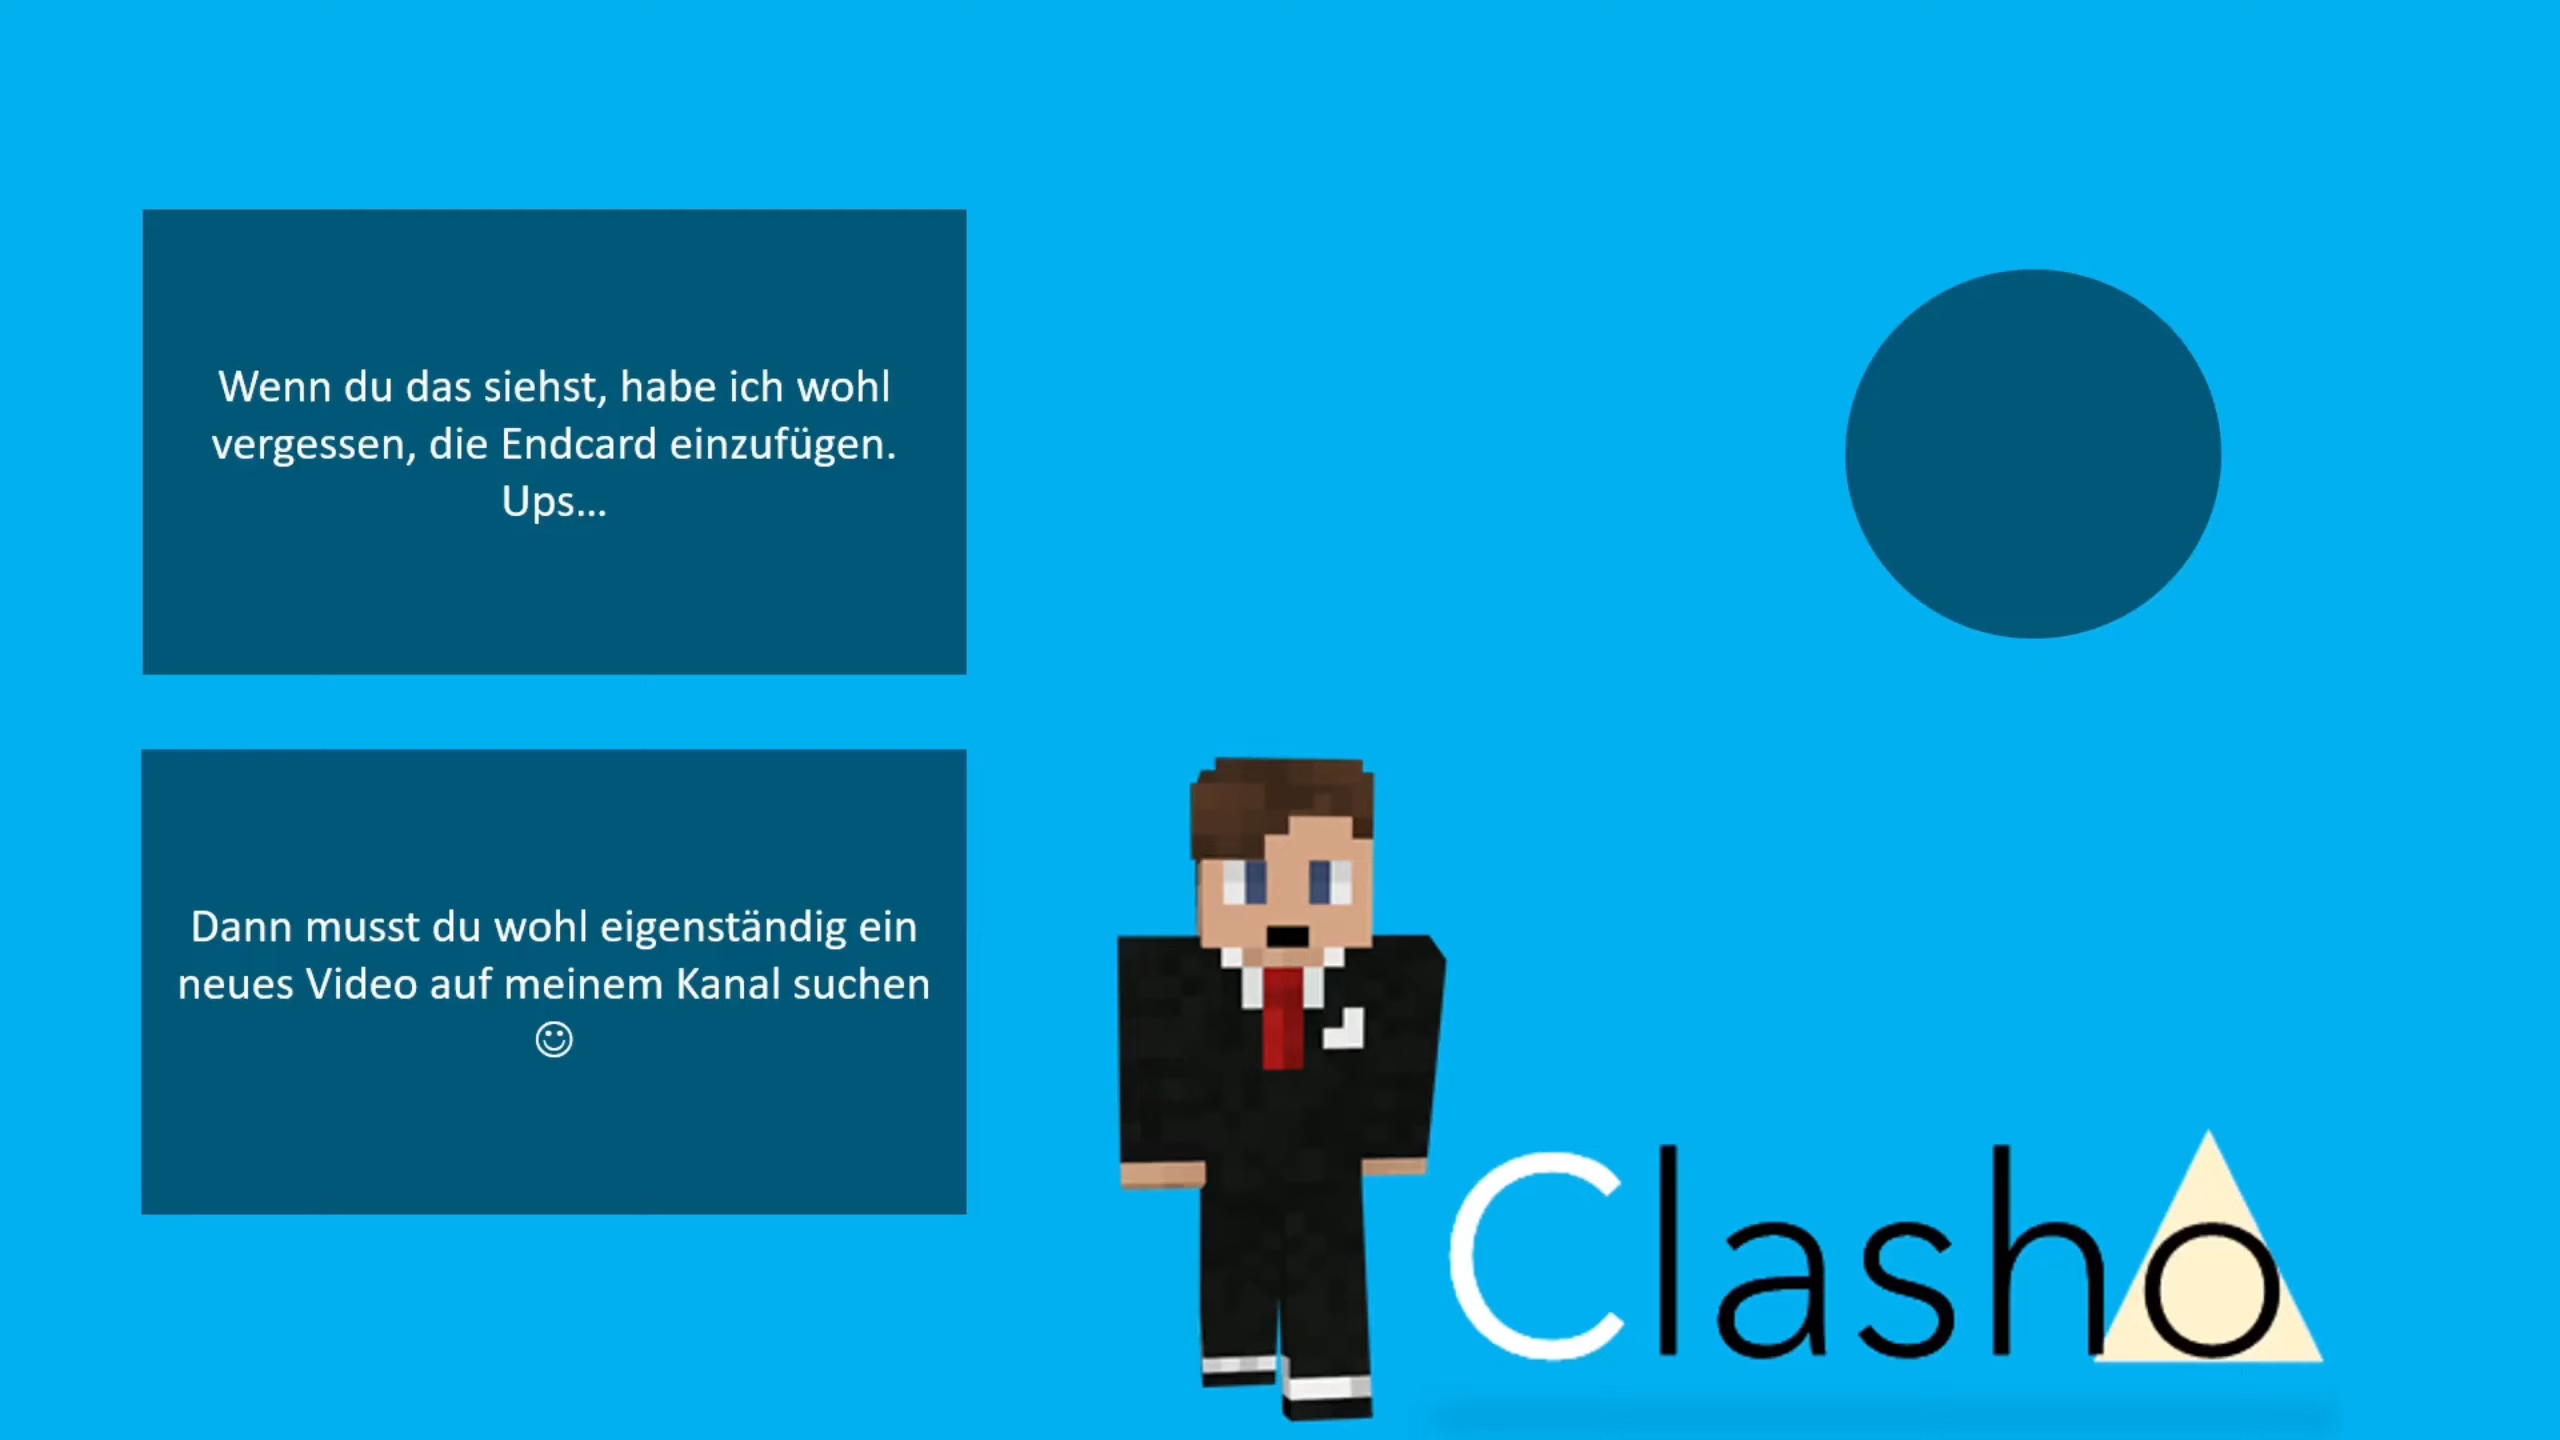 Wenn du das siehst, habe ich wohl
vergessen, die Endcard einzufügen.
Ups...
Dann musst du wohl eigenständig ein
neues Video auf meinem Kanal suchen
☺
Clasho